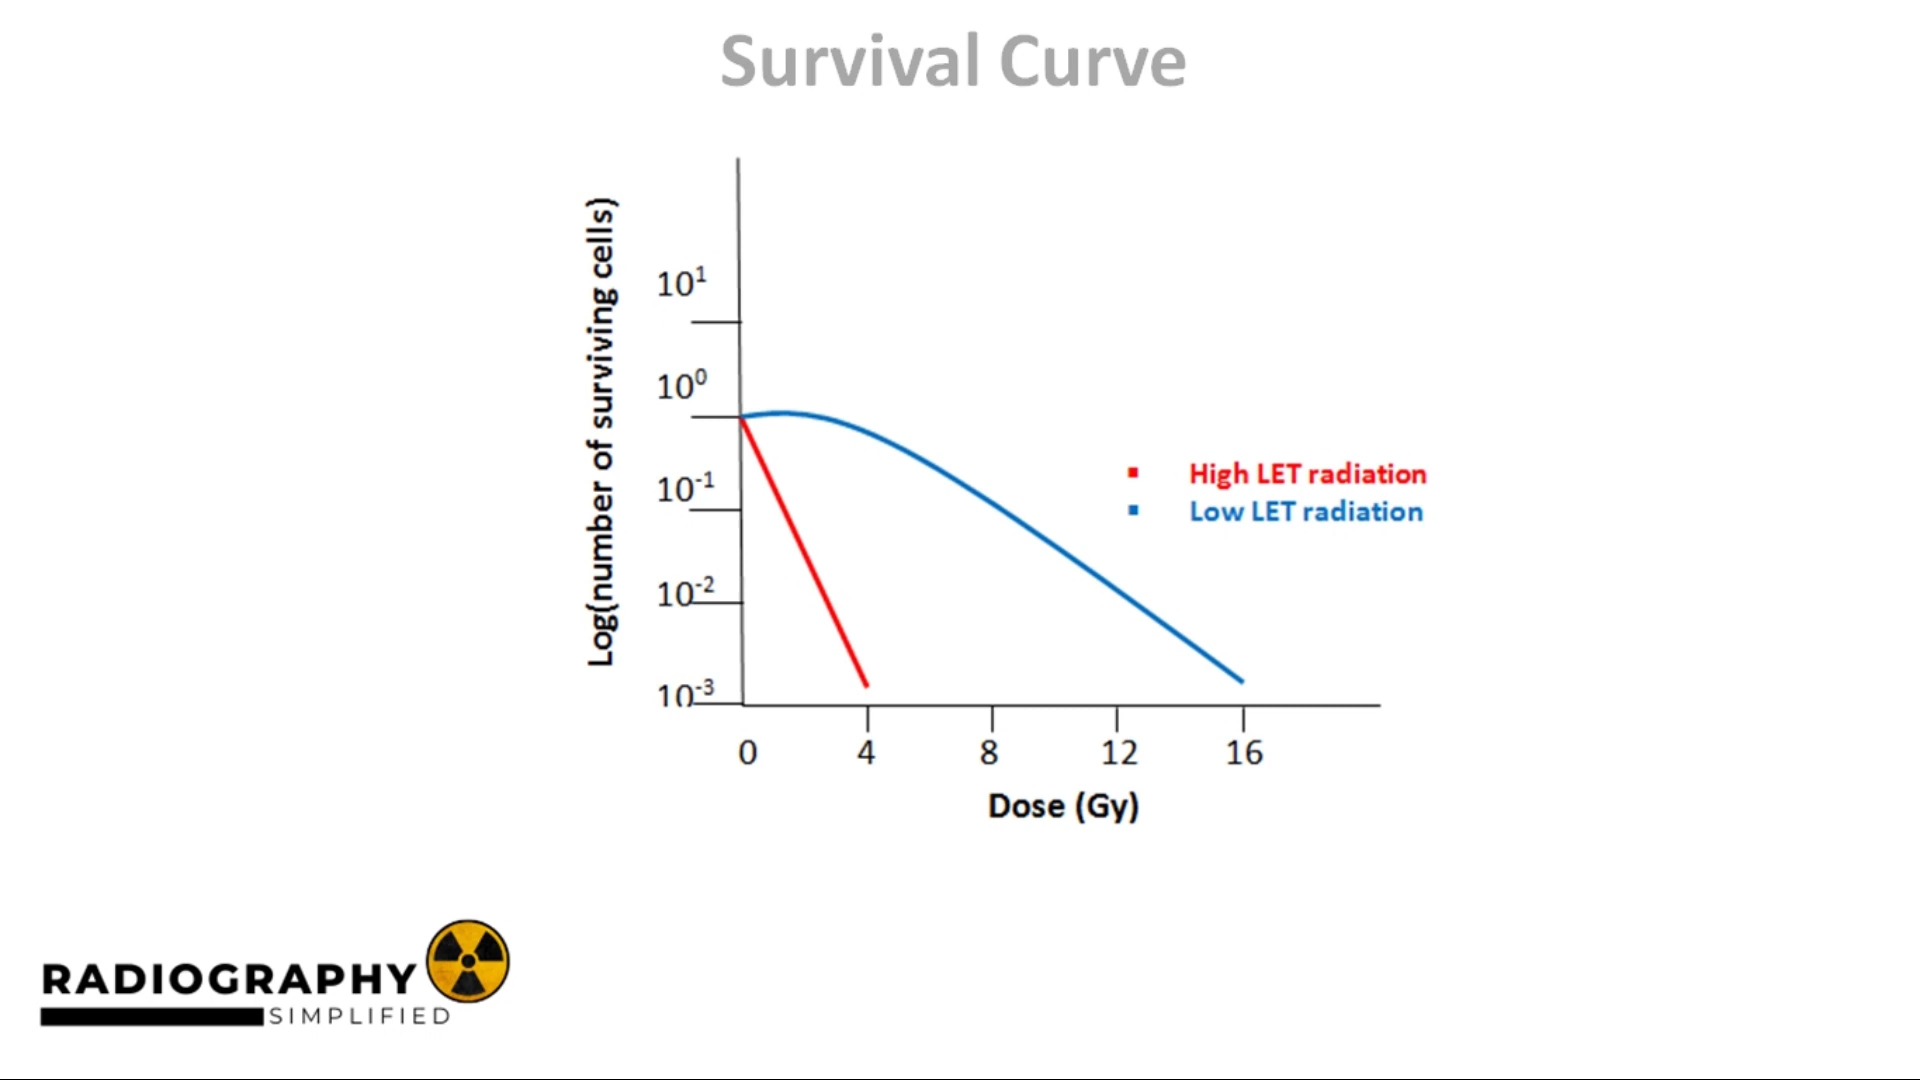 Survival Curve
Log(number of surviving cells)
10¹
10⁰
10⁻¹
10⁻²
10⁻³
High LET radiation
Low LET radiation
0 4 8 12 16
Dose (Gy)
RADIOGRAPHY
SIMPLIFIED